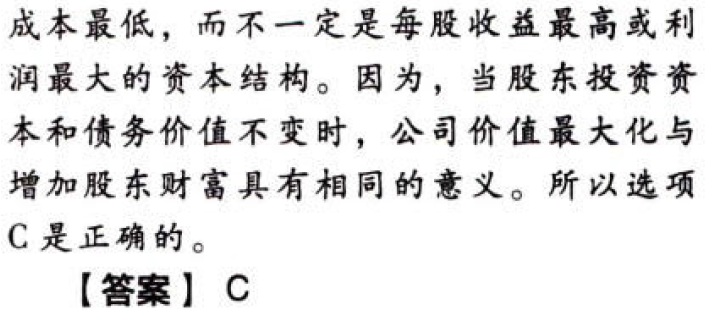 成本最低，而不一定是每股收益最高或利
润最大的资本结构。因为，当股东投资资
本和债务价值不变时，公司价值最大化与
增加股东财富具有相同的意义。所以选项
C 是正确的。
【答案】 C